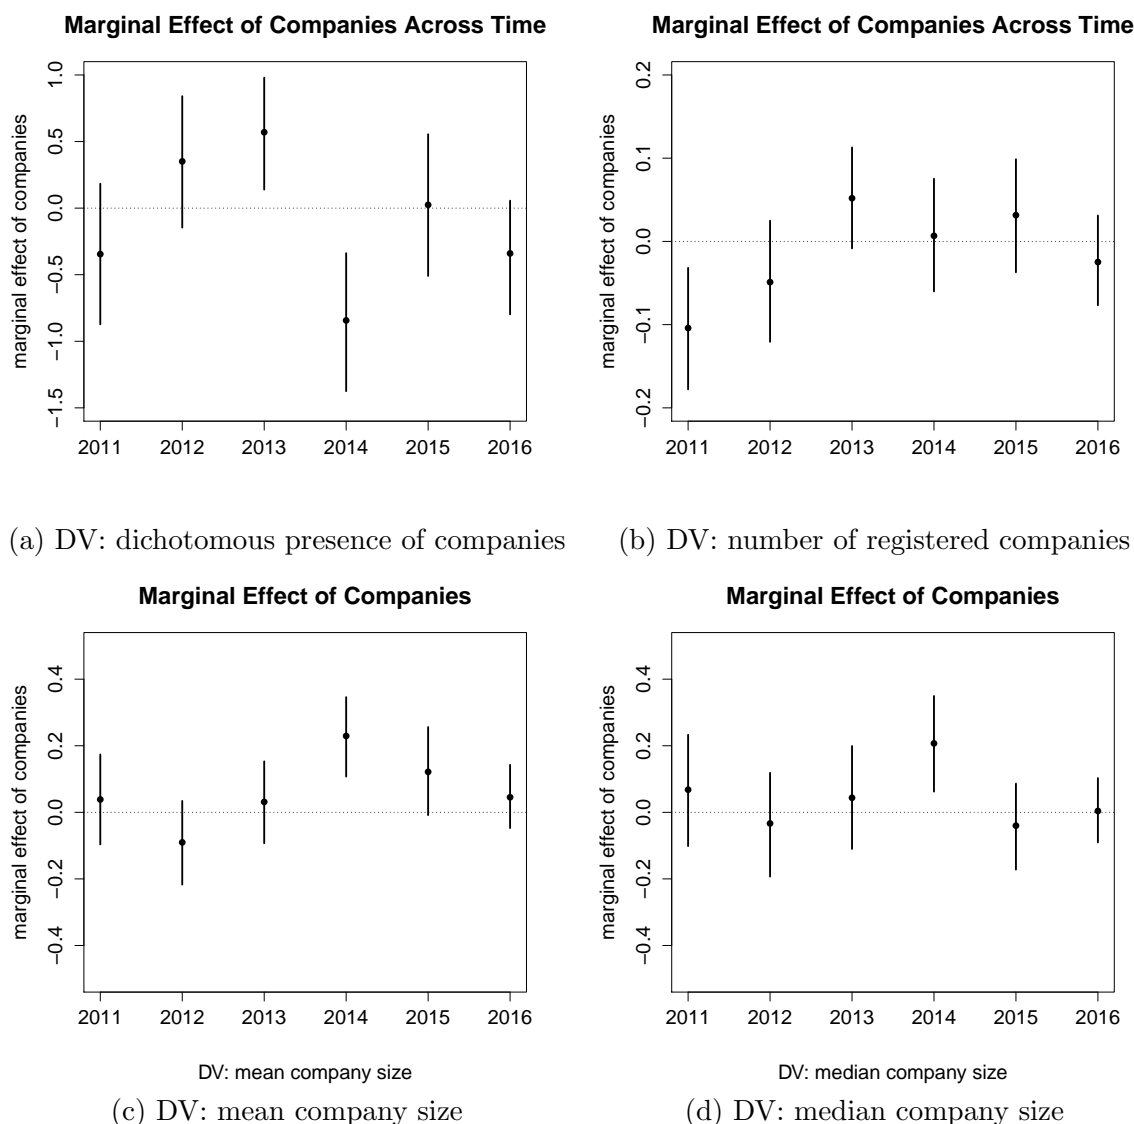 Marginal Effect of Companies Across Time
marginal effect of companies
1.0
0.5
0.0
−0.5
−1.0
−1.5
2011 2012 2013 2014 2015 2016
(a) DV: dichotomous presence of companies
Marginal Effect of Companies Across Time
marginal effect of companies
0.2
0.1
0.0
−0.1
−0.2
2011 2012 2013 2014 2015 2016
(b) DV: number of registered companies
Marginal Effect of Companies
marginal effect of companies
0.4
0.2
0.0
−0.2
−0.4
2011 2012 2013 2014 2015 2016
DV: mean company size
(c) DV: mean company size
Marginal Effect of Companies
marginal effect of companies
0.4
0.2
0.0
−0.2
−0.4
2011 2012 2013 2014 2015 2016
DV: median company size
(d) DV: median company size